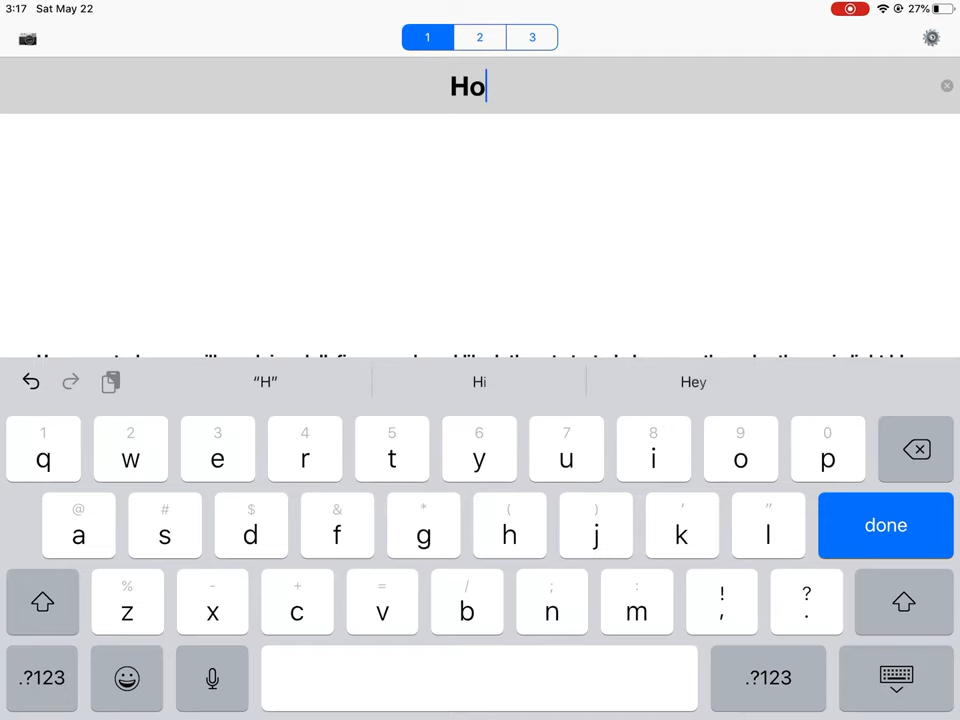 3:17 Sat May 22 27%
1 2 3
Ho
“H” Hi Hey
1 2 3 4 5 6 7 8 9 0
q w e r t y u i o p
@ # $ & * ( ) ' "
a s d f g h j k l done
% - + = / ; : ! ?
z x c v b n m , .
.?123 .?123